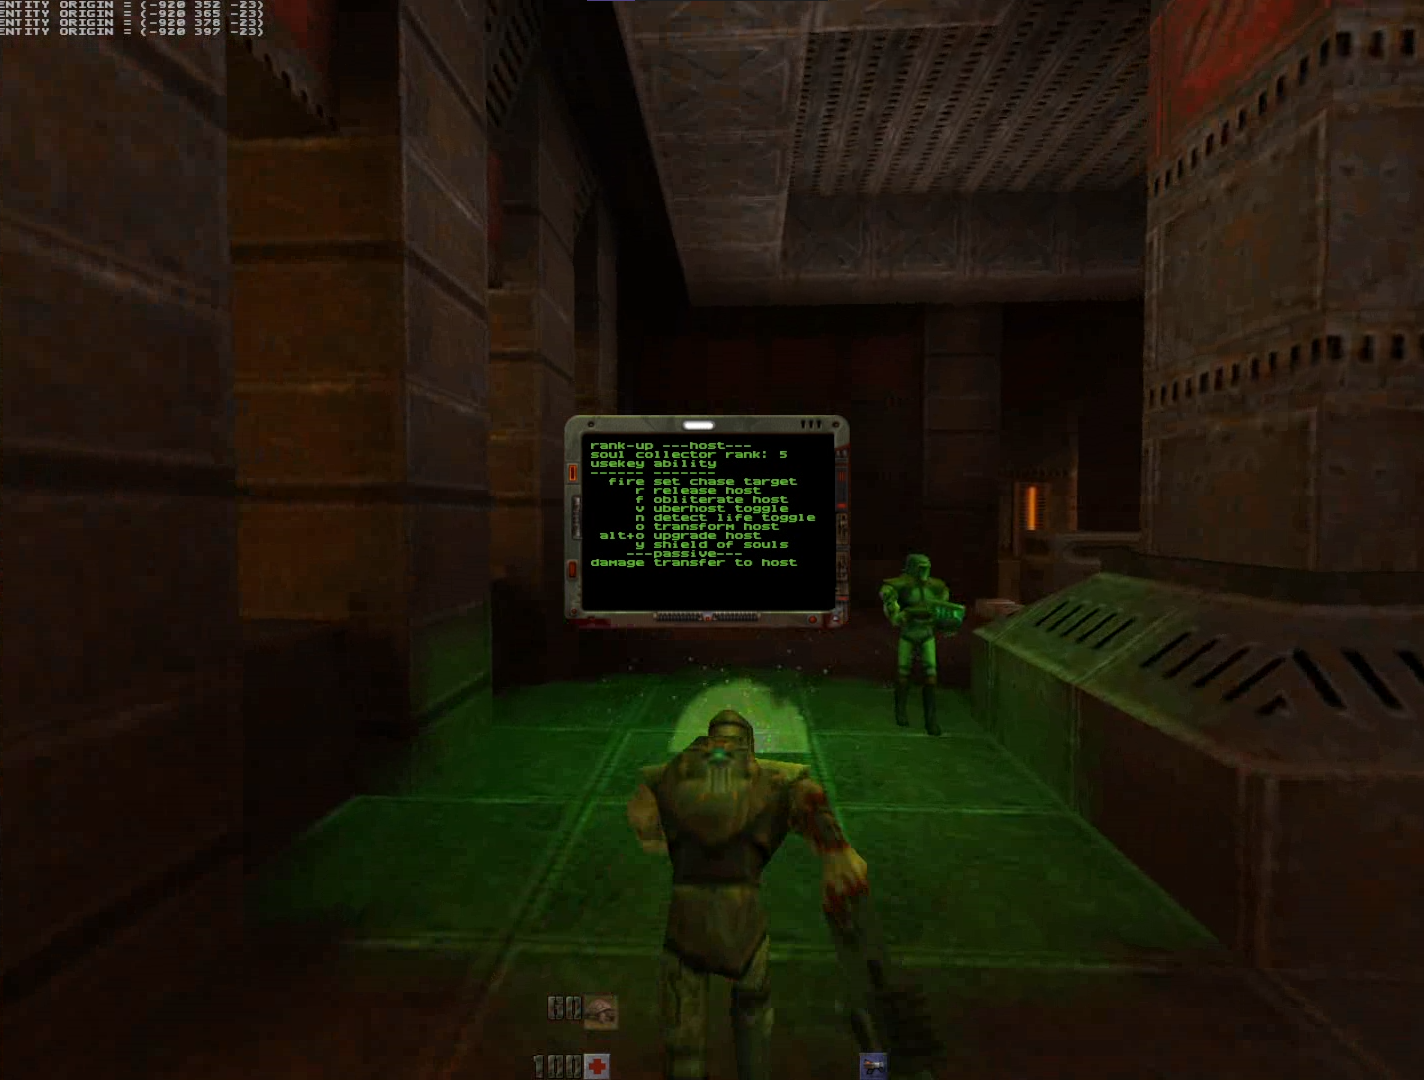 ENTITY ORIGIN = (-920 352 -23)
ENTITY ORIGIN = (-920 365 -23)
ENTITY ORIGIN = (-920 378 -23)
ENTITY ORIGIN = (-920 397 -23)
rank-up ---host---
soul collector rank: 5
usekey ability
------ -------
fire set chase target
r release host
f obliterate host
v uberhost toggle
n detect life toggle
o transform host
alt+o upgrade host
y shield of souls
---passive---
damage transfer to host
100